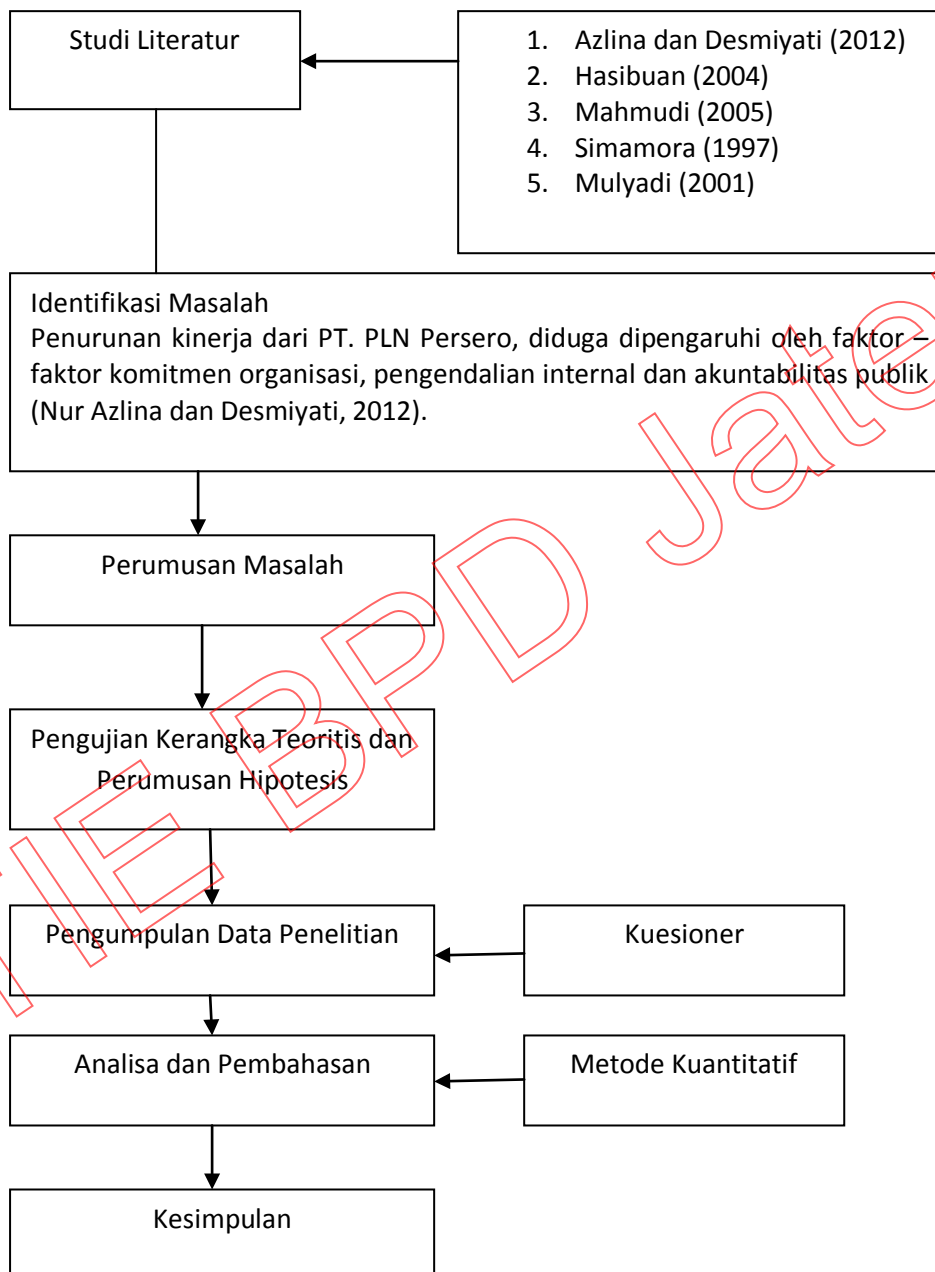 Studi Literatur
1. Azlina dan Desmiyati (2012)
2. Hasibuan (2004)
3. Mahmudi (2005)
4. Simamora (1997)
5. Mulyadi (2001)
Identifikasi Masalah
Penurunan kinerja dari PT. PLN Persero, diduga dipengaruhi oleh faktor –
faktor komitmen organisasi, pengendalian internal dan akuntabilitas publik
(Nur Azlina dan Desmiyati, 2012).
Perumusan Masalah
Pengujian Kerangka Teoritis dan
Perumusan Hipotesis
Pengumpulan Data Penelitian
Kuesioner
Analisa dan Pembahasan
Metode Kuantitatif
Kesimpulan
TIE BPD Jate